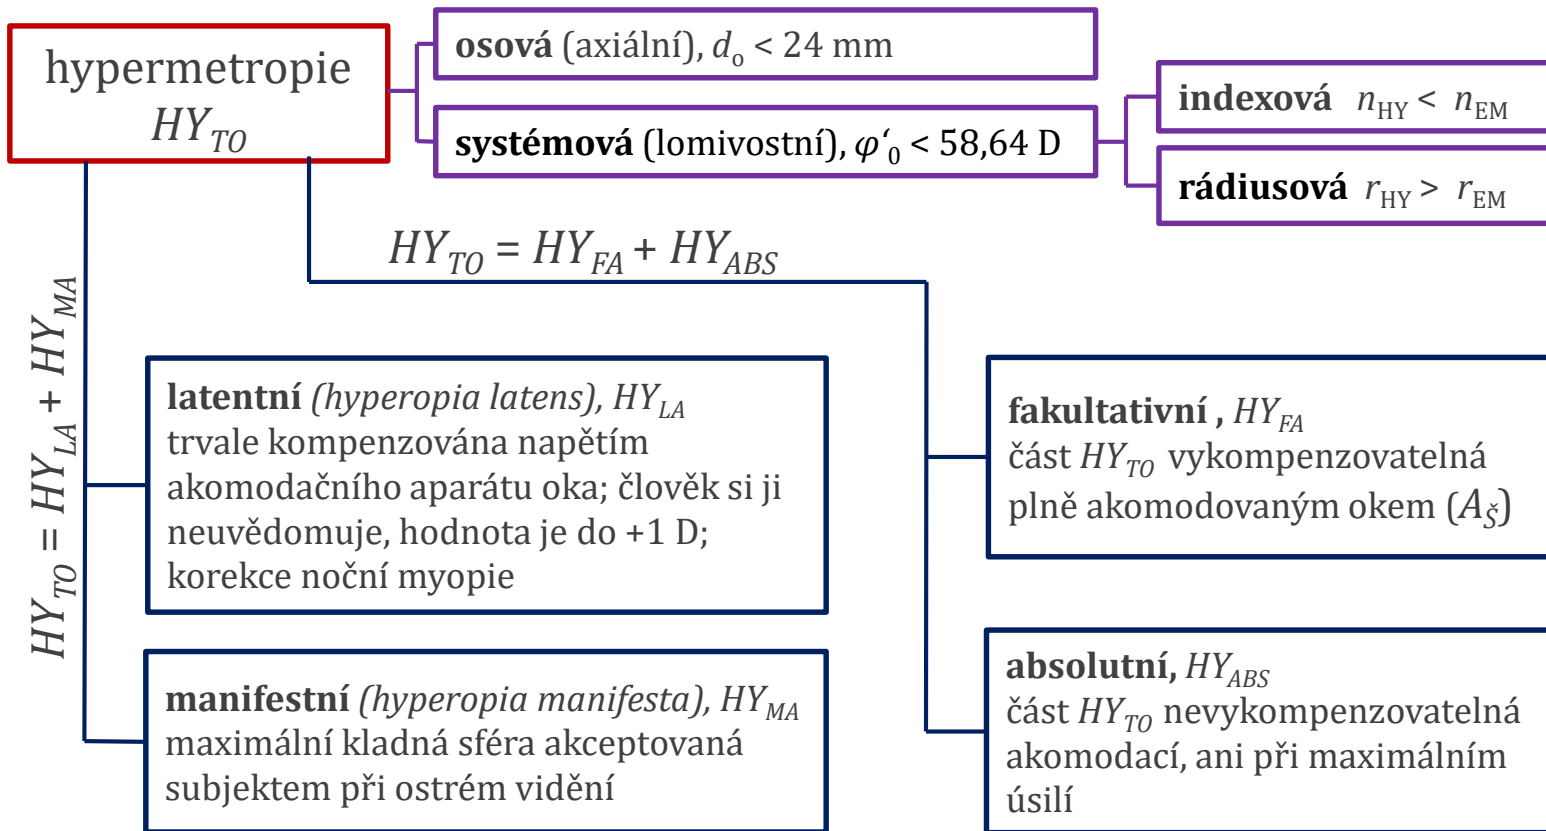 hypermetropie
HY_TO
osová (axiální), d_o < 24 mm
systémová (lomivostní), φ‘_0 < 58,64 D
indexová n_HY < n_EM
rádiusová r_HY > r_EM
HY_TO = HY_FA + HY_ABS
HY_TO = HY_LA + HY_MA
latentní (hyperopia latens), HY_LA
trvale kompenzována napětím
akomodačního aparátu oka; člověk si ji
neuvědomuje, hodnota je do +1 D;
korekce noční myopie
manifestní (hyperopia manifesta), HY_MA
maximální kladná sféra akceptovaná
subjektem při ostrém vidění
fakultativní , HY_FA
část HY_TO vykompenzovatelná
plně akomodovaným okem (A_Š)
absolutní, HY_ABS
část HY_TO nevykompenzovatelná
akomodací, ani při maximálním
úsilí